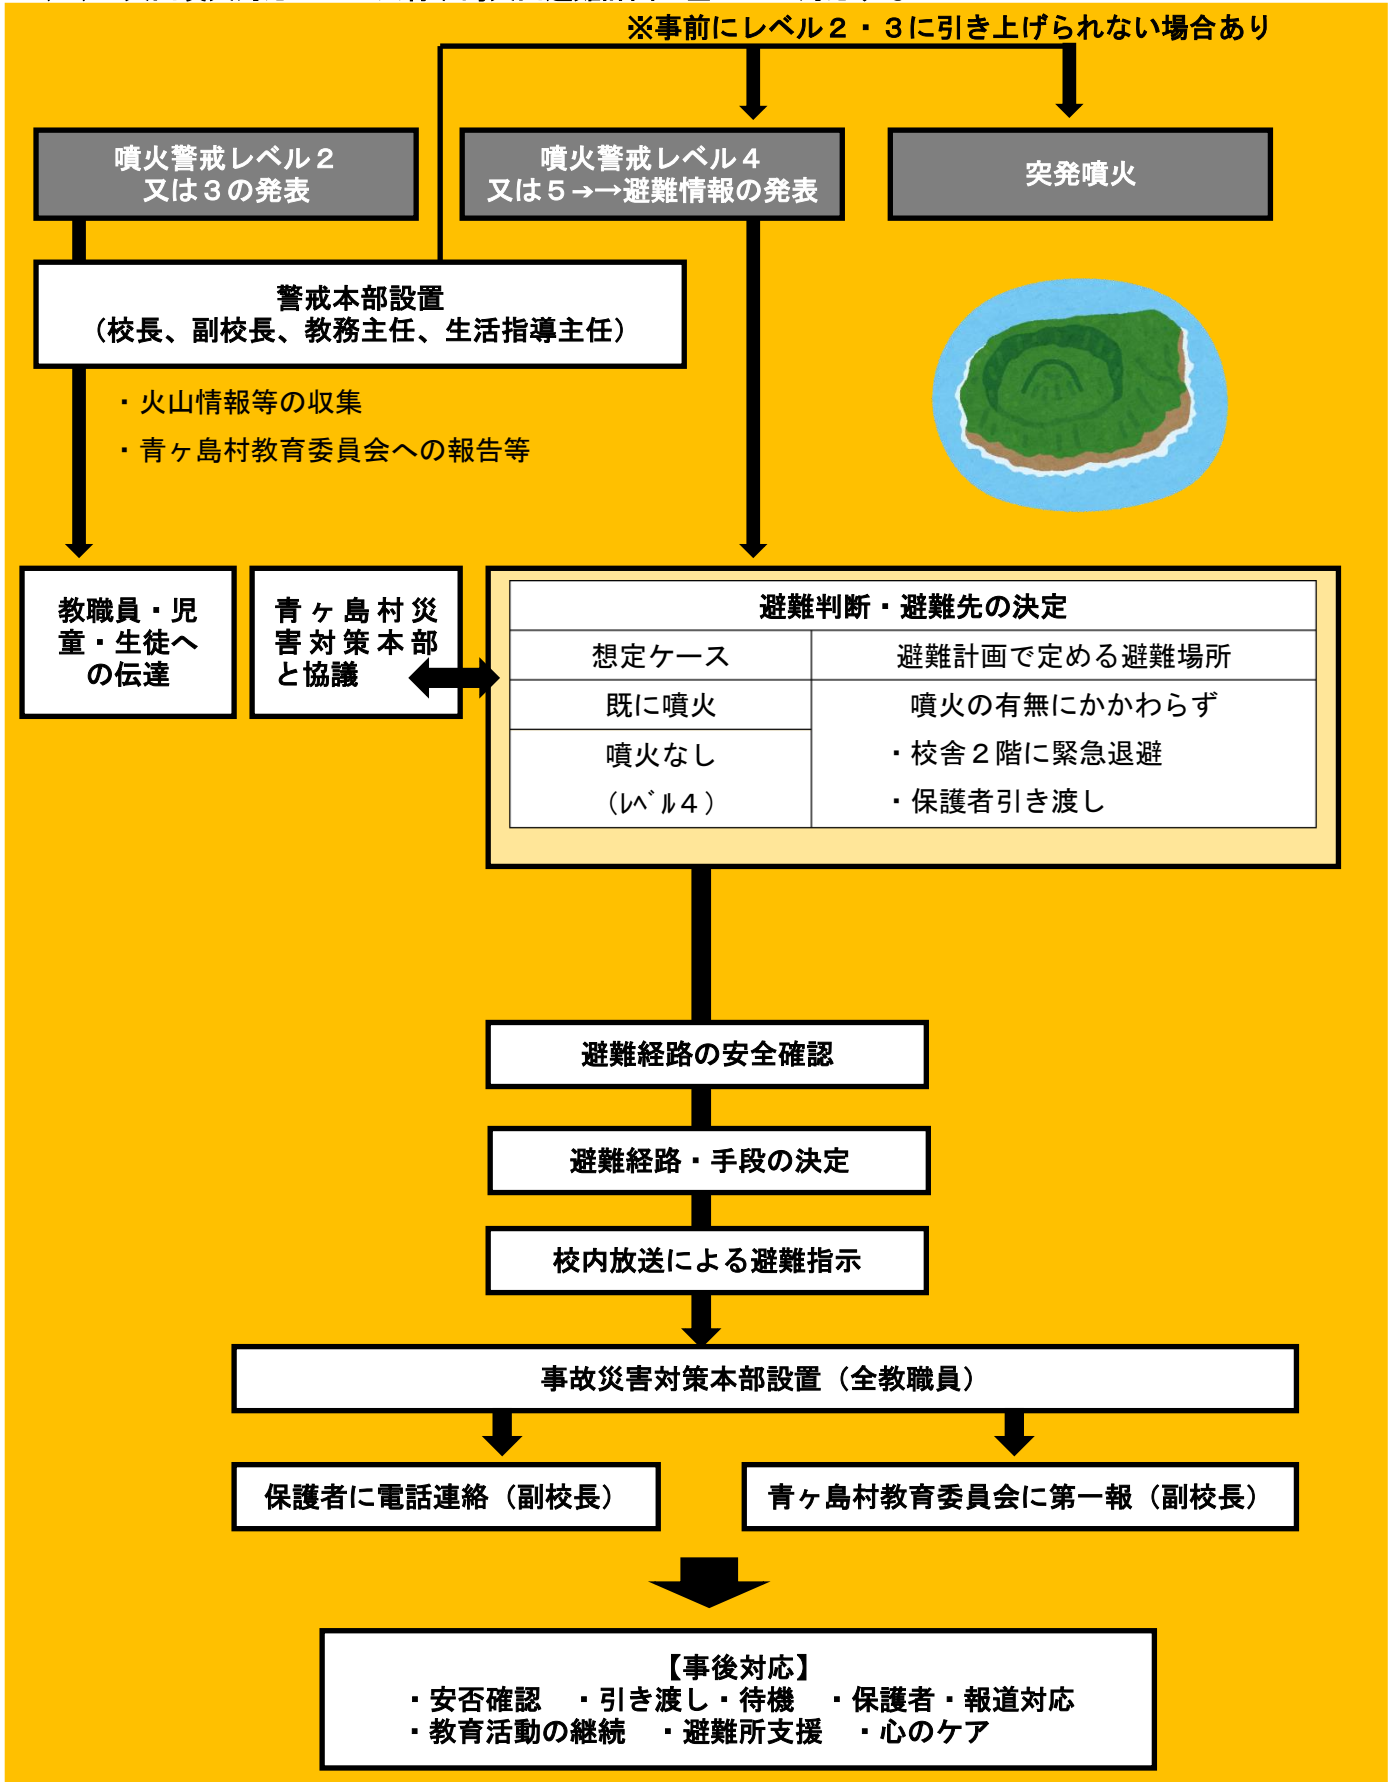 ※事前にレベル２・３に引き上げられない場合あり
噴火警戒レベル２
又は３の発表
噴火警戒レベル４
又は５→→避難情報の発表
突発噴火
警戒本部設置
（校長、副校長、教務主任、生活指導主任）
・火山情報等の収集
・青ヶ島村教育委員会への報告等
教職員・児
童・生徒へ
の伝達
青ヶ島村災
害対策本部
と協議
避難判断・避難先の決定
想定ケース
避難計画で定める避難場所
既に噴火
噴火なし
（ﾚﾍﾞﾙ４）
噴火の有無にかかわらず
・校舎２階に緊急退避
・保護者引き渡し
避難経路の安全確認
避難経路・手段の決定
校内放送による避難指示
事故災害対策本部設置（全教職員）
保護者に電話連絡（副校長）
青ヶ島村教育委員会に第一報（副校長）
【事後対応】
・安否確認　・引き渡し・待機　・保護者・報道対応
・教育活動の継続　・避難所支援　・心のケア